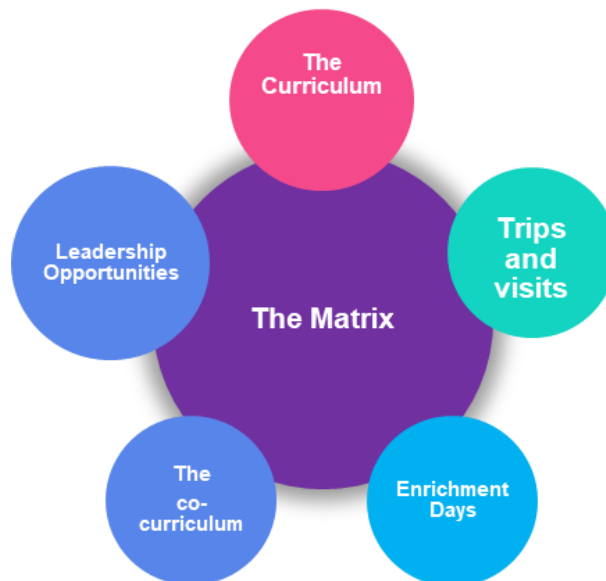 The
Curriculum
Trips
and
visits
Leadership
Opportunities
The Matrix
The
co-
curriculum
Enrichment
Days